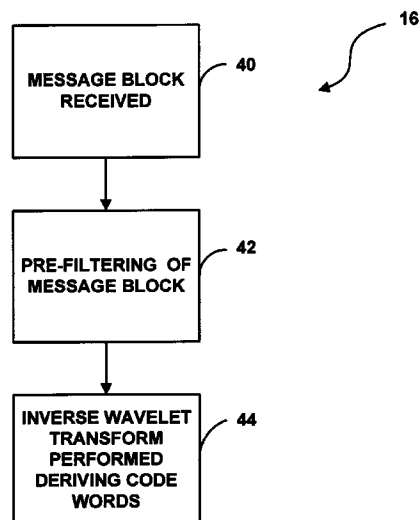 16
MESSAGE BLOCK
RECEIVED
40
PRE-FILTERING OF
MESSAGE BLOCK
42
INVERSE WAVELET
TRANSFORM
PERFORMED
DERIVING CODE
WORDS
44